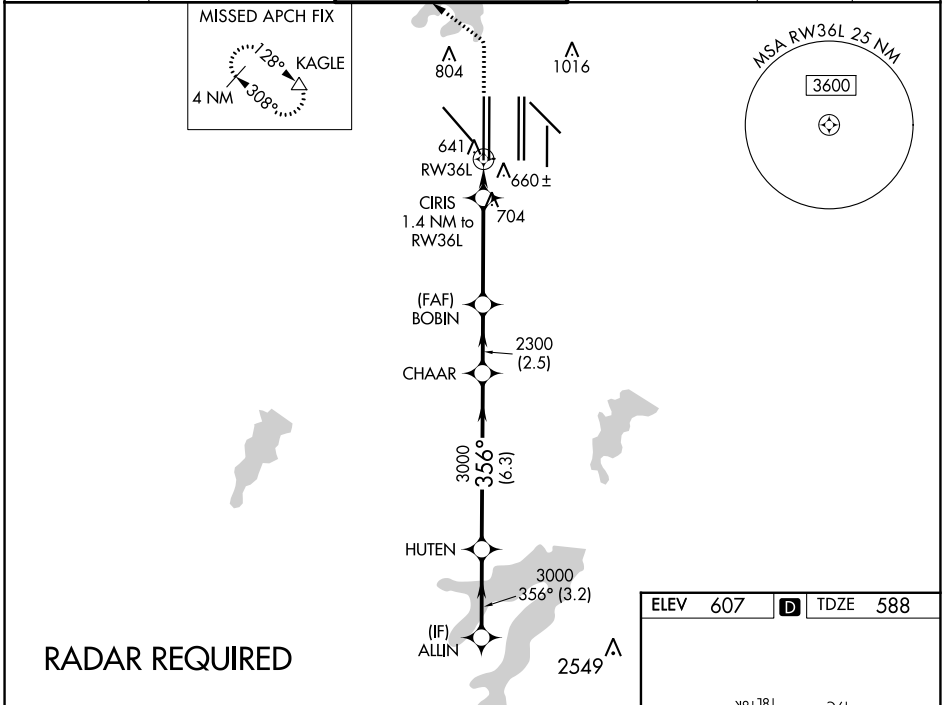 MISSED APCH FIX
128°
KAGLE
4 NM
308°
804
1016
MSA RW36L 25 NM
3600
641
RW36L
660±
CIRIS
1.4 NM to
RW36L
704
(FAF)
BOBIN
2300
(2.5)
CHAAR
3000
356°
(6.3)
HUTEN
3000
356° (3.2)
(IF)
ALLIN
2549
RADAR REQUIRED
ELEV 607 D TDZE 588